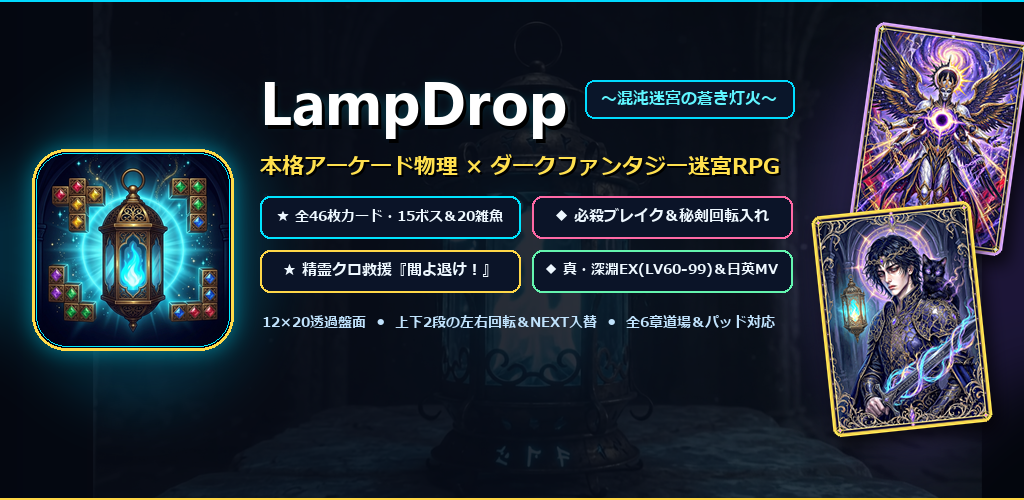 LampDrop
～混沌迷宮の蒼き灯火～
本格アーケード物理 × ダークファンタジー迷宮RPG
★ 全46枚カード・15ボス＆20雑魚
◆ 必殺ブレイク＆秘剣回転入れ
★ 精霊クロ救援『闇よ退け！』
◆ 真・深淵EX(LV60-99)＆日英MV
12×20透過盤面 ● 上下2段の左右回転＆NEXT入替 ● 全6章道場＆パッド対応